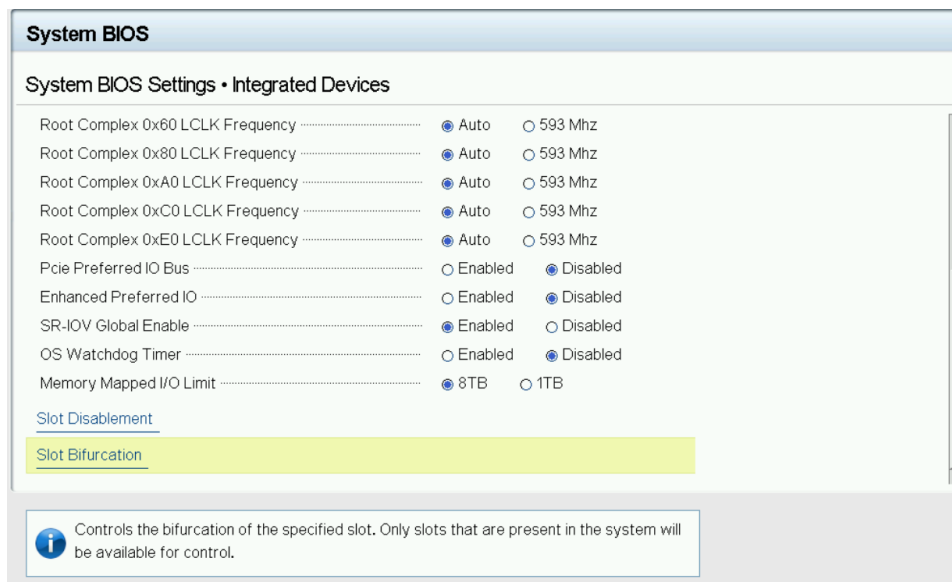 System BIOS
System BIOS Settings • Integrated Devices
Root Complex 0x60 LCLK Frequency Auto 593 Mhz
Root Complex 0x80 LCLK Frequency Auto 593 Mhz
Root Complex 0xA0 LCLK Frequency Auto 593 Mhz
Root Complex 0xC0 LCLK Frequency Auto 593 Mhz
Root Complex 0xE0 LCLK Frequency Auto 593 Mhz
Pcie Preferred IO Bus Enabled Disabled
Enhanced Preferred IO Enabled Disabled
SR-IOV Global Enable Enabled Disabled
OS Watchdog Timer Enabled Disabled
Memory Mapped I/O Limit 8TB 1TB
Slot Disablement
Slot Bifurcation
Controls the bifurcation of the specified slot. Only slots that are present in the system will
be available for control.